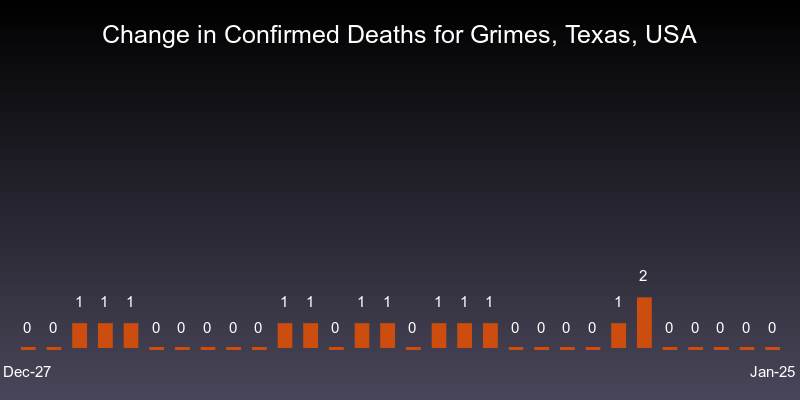 Change in Confirmed Deaths for Grimes, Texas, USA
2
1 1 1 1 1 1 1 1 1 1 1
0 0 0 0 0 0 0 0 0 0 0 0 0 0 0 0 0 0
Dec-27 Jan-25